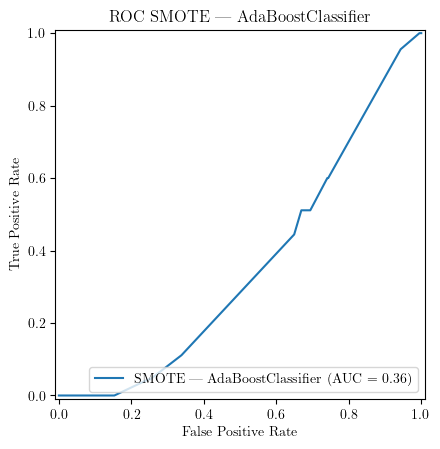 ROC SMOTE — AdaBoostClassifier
True Positive Rate
1.0
0.8
0.6
0.4
0.2
0.0
SMOTE — AdaBoostClassifier (AUC = 0.36)
0.0 0.2 0.4 0.6 0.8 1.0
False Positive Rate